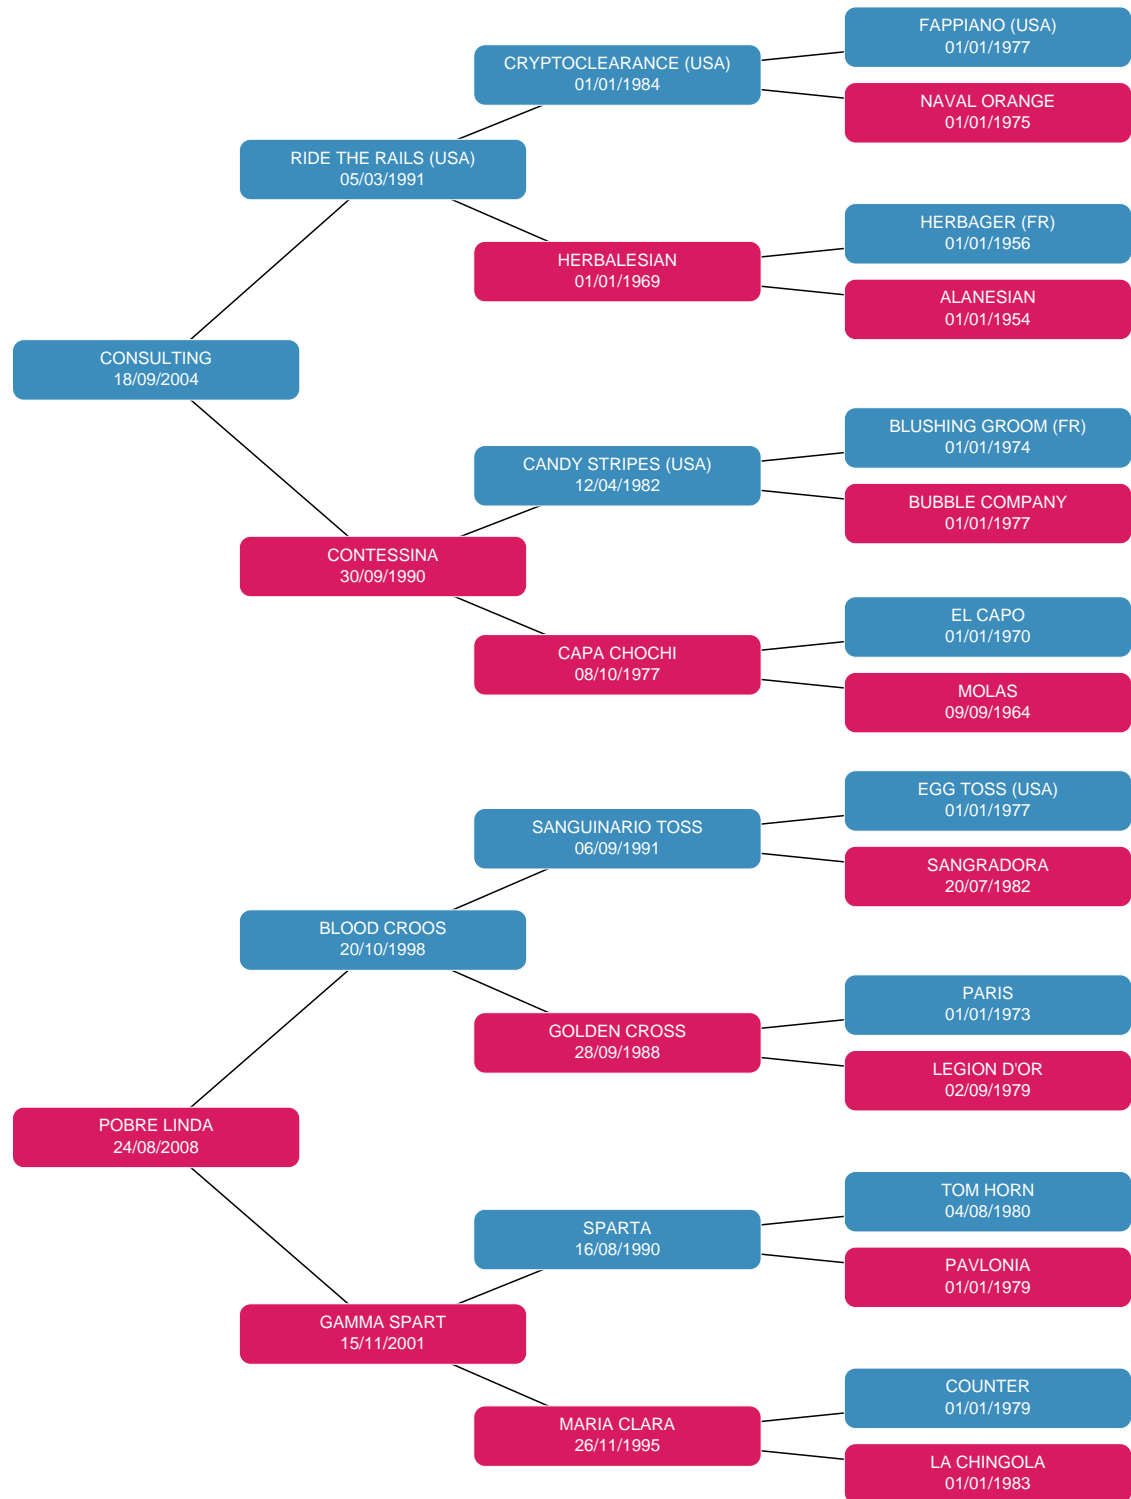 FAPPIANO (USA)
01/01/1977
CRYPTOCLEARANCE (USA)
01/01/1984
NAVAL ORANGE
01/01/1975
RIDE THE RAILS (USA)
05/03/1991
HERBAGER (FR)
01/01/1956
HERBALESIAN
01/01/1969
ALANESIAN
01/01/1954
CONSULTING
18/09/2004
BLUSHING GROOM (FR)
01/01/1974
CANDY STRIPES (USA)
12/04/1982
BUBBLE COMPANY
01/01/1977
CONTESSINA
30/09/1990
EL CAPO
01/01/1970
CAPA CHOCHI
08/10/1977
MOLAS
09/09/1964
EGG TOSS (USA)
01/01/1977
SANGUINARIO TOSS
06/09/1991
SANGRADORA
20/07/1982
BLOOD CROOS
20/10/1998
PARIS
01/01/1973
GOLDEN CROSS
28/09/1988
LEGION D'OR
02/09/1979
POBRE LINDA
24/08/2008
TOM HORN
04/08/1980
SPARTA
16/08/1990
PAVLONIA
01/01/1979
GAMMA SPART
15/11/2001
COUNTER
01/01/1979
MARIA CLARA
26/11/1995
LA CHINGOLA
01/01/1983